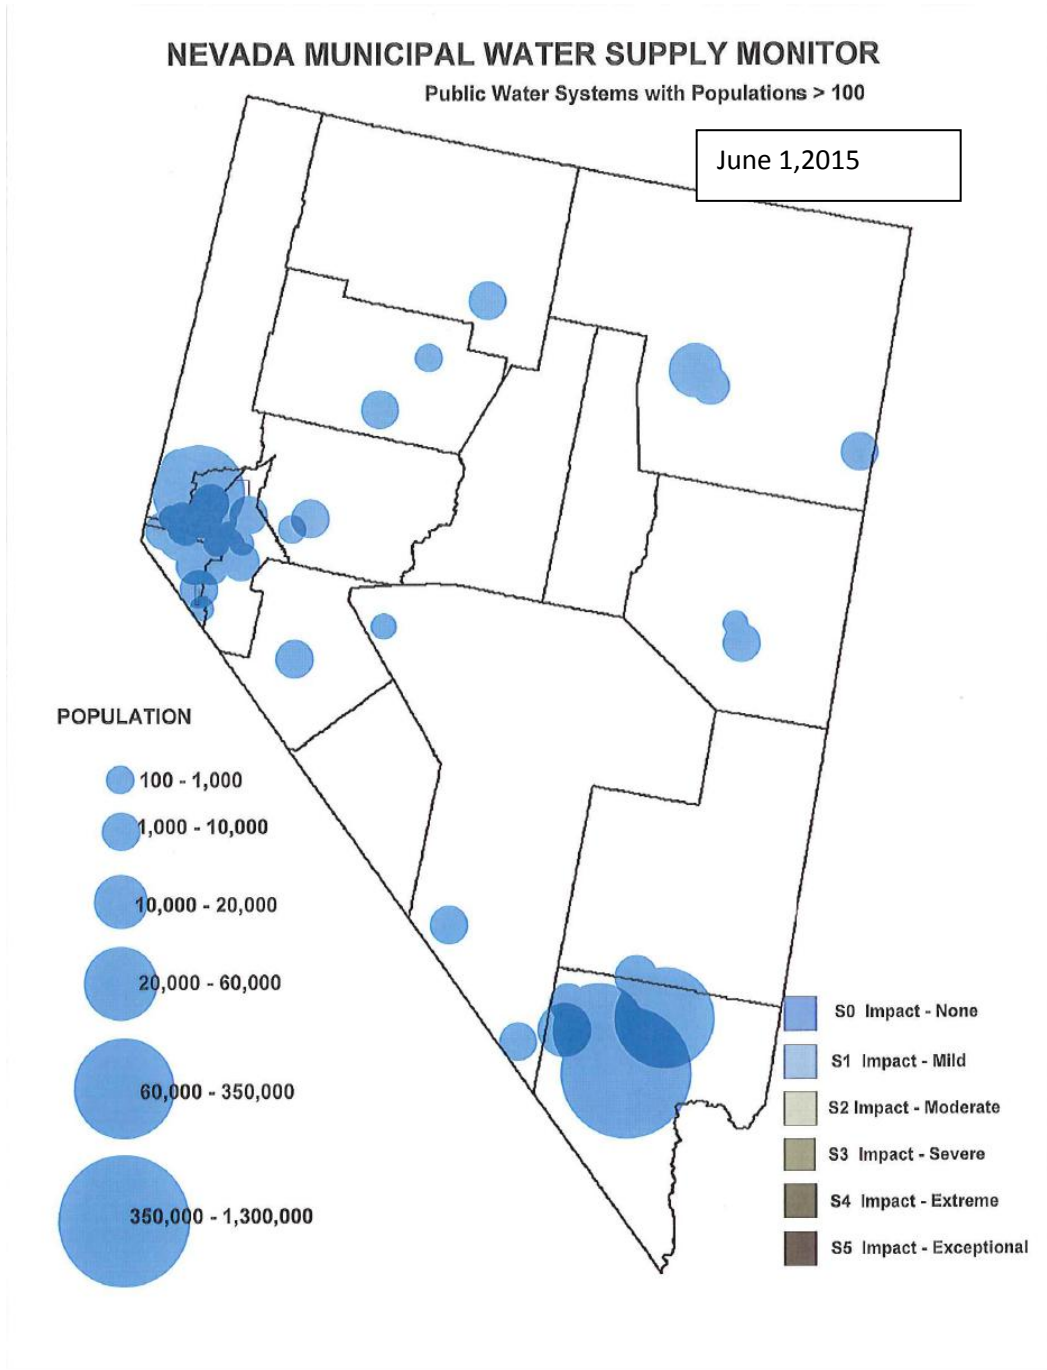 NEVADA MUNICIPAL WATER SUPPLY MONITOR
Public Water Systems with Populations > 100
June 1,2015
POPULATION
100 - 1,000
1,000 - 10,000
10,000 - 20,000
20,000 - 60,000
60,000 - 350,000
350,000 - 1,300,000
S0 Impact - None
S1 Impact - Mild
S2 Impact - Moderate
S3 Impact - Severe
S4 Impact - Extreme
S5 Impact - Exceptional